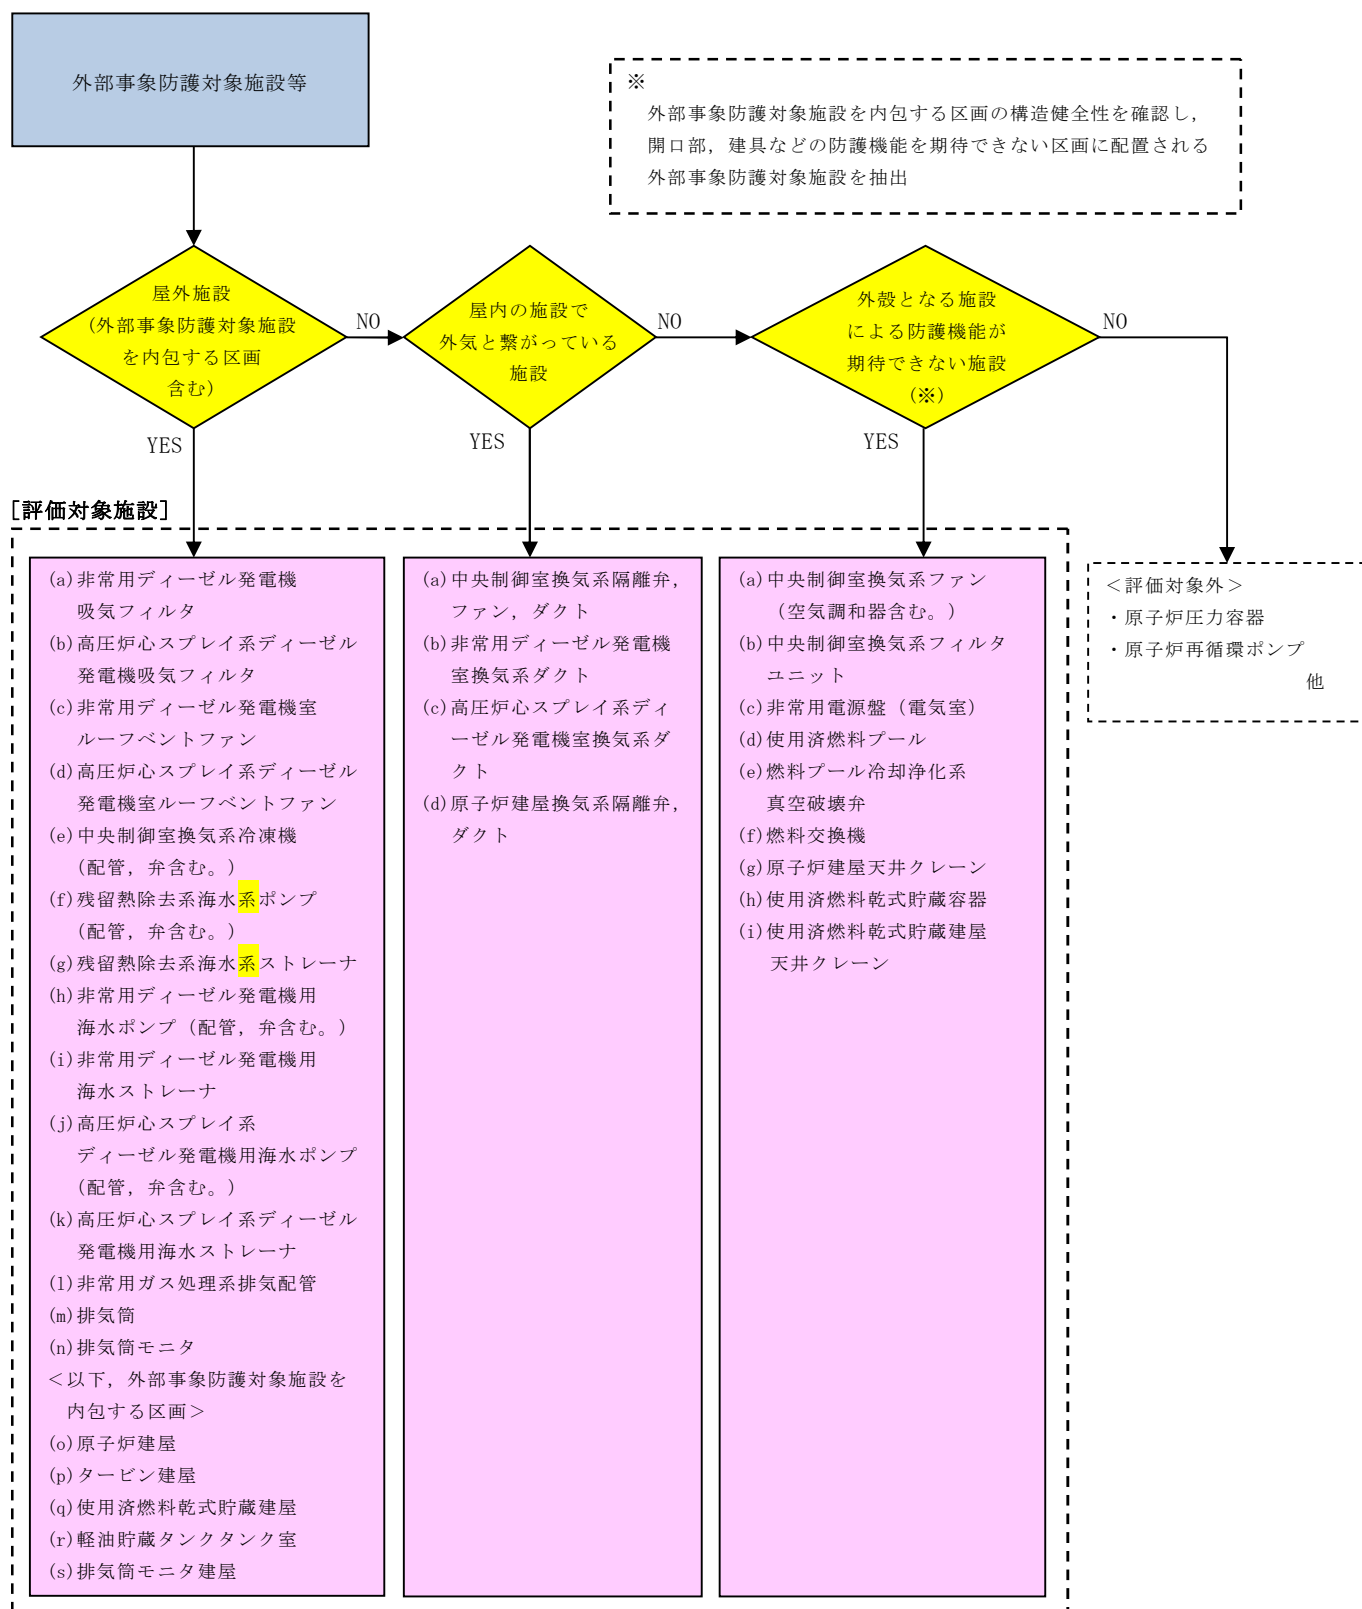 外部事象防護対象施設等
※
外部事象防護対象施設を内包する区画の構造健全性を確認し，
開口部，建具などの防護機能を期待できない区画に配置される
外部事象防護対象施設を抽出
屋外施設
（外部事象防護対象施設
を内包する区画
含む）
NO
YES
屋内の施設で
外気と繋がっている
施設
NO
YES
外殻となる施設
による防護機能が
期待できない施設
（※）
NO
YES
[評価対象施設]
(a)非常用ディーゼル発電機
吸気フィルタ
(b)高圧炉心スプレイ系ディーゼル
発電機吸気フィルタ
(c)非常用ディーゼル発電機室
ルーフベントファン
(d)高圧炉心スプレイ系ディーゼル
発電機室ルーフベントファン
(e)中央制御室換気系冷凍機
（配管，弁含む。）
(f)残留熱除去系海水系ポンプ
（配管，弁含む。）
(g)残留熱除去系海水系ストレーナ
(h)非常用ディーゼル発電機用
海水ポンプ（配管，弁含む。）
(i)非常用ディーゼル発電機用
海水ストレーナ
(j)高圧炉心スプレイ系
ディーゼル発電機用海水ポンプ
（配管，弁含む。）
(k)高圧炉心スプレイ系ディーゼル
発電機用海水ストレーナ
(l)非常用ガス処理系排気配管
(m)排気筒
(n)排気筒モニタ
＜以下，外部事象防護対象施設を
内包する区画＞
(o)原子炉建屋
(p)タービン建屋
(q)使用済燃料乾式貯蔵建屋
(r)軽油貯蔵タンクタンク室
(s)排気筒モニタ建屋
(a)中央制御室換気系隔離弁，
ファン，ダクト
(b)非常用ディーゼル発電機
室換気系ダクト
(c)高圧炉心スプレイ系ディ
ーゼル発電機室換気系ダ
クト
(d)原子炉建屋換気系隔離弁，
ダクト
(a)中央制御室換気系ファン
（空気調和器含む。）
(b)中央制御室換気系フィルタ
ユニット
(c)非常用電源盤（電気室）
(d)使用済燃料プール
(e)燃料プール冷却浄化系
真空破壊弁
(f)燃料交換機
(g)原子炉建屋天井クレーン
(h)使用済燃料乾式貯蔵容器
(i)使用済燃料乾式貯蔵建屋
天井クレーン
＜評価対象外＞
・原子炉圧力容器
・原子炉再循環ポンプ
他